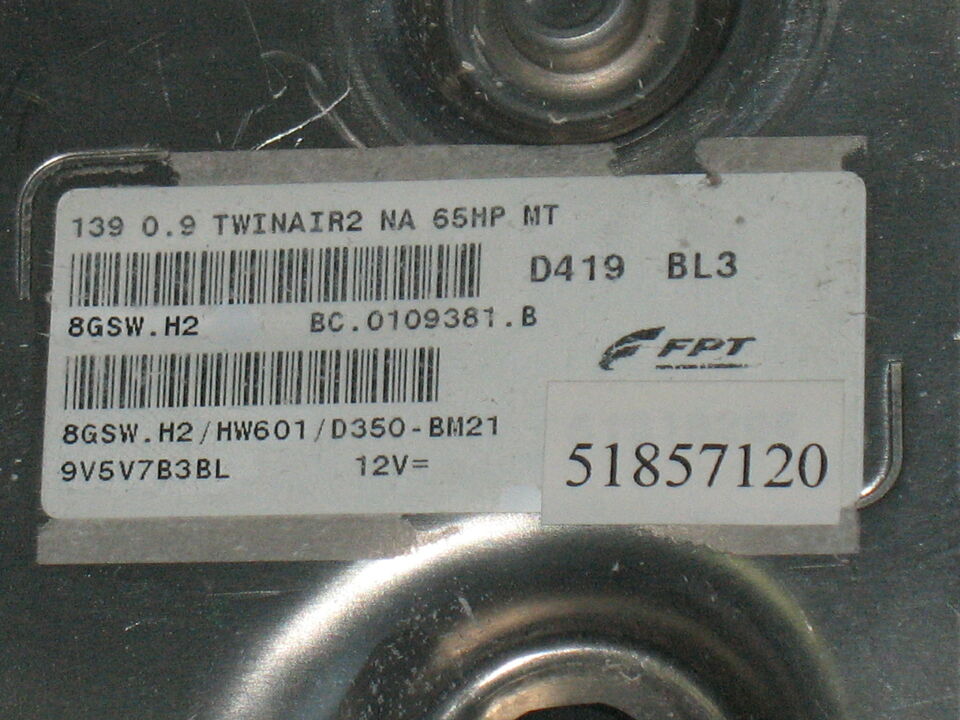 139 0.9 TWINAIR2 NA 65HP MT
D419 BL3
8GSW.H2 BC.0109381.B
FPT
8GSW.H2/HW601/D350-BM21
9V5V7B3BL 12V=
51857120